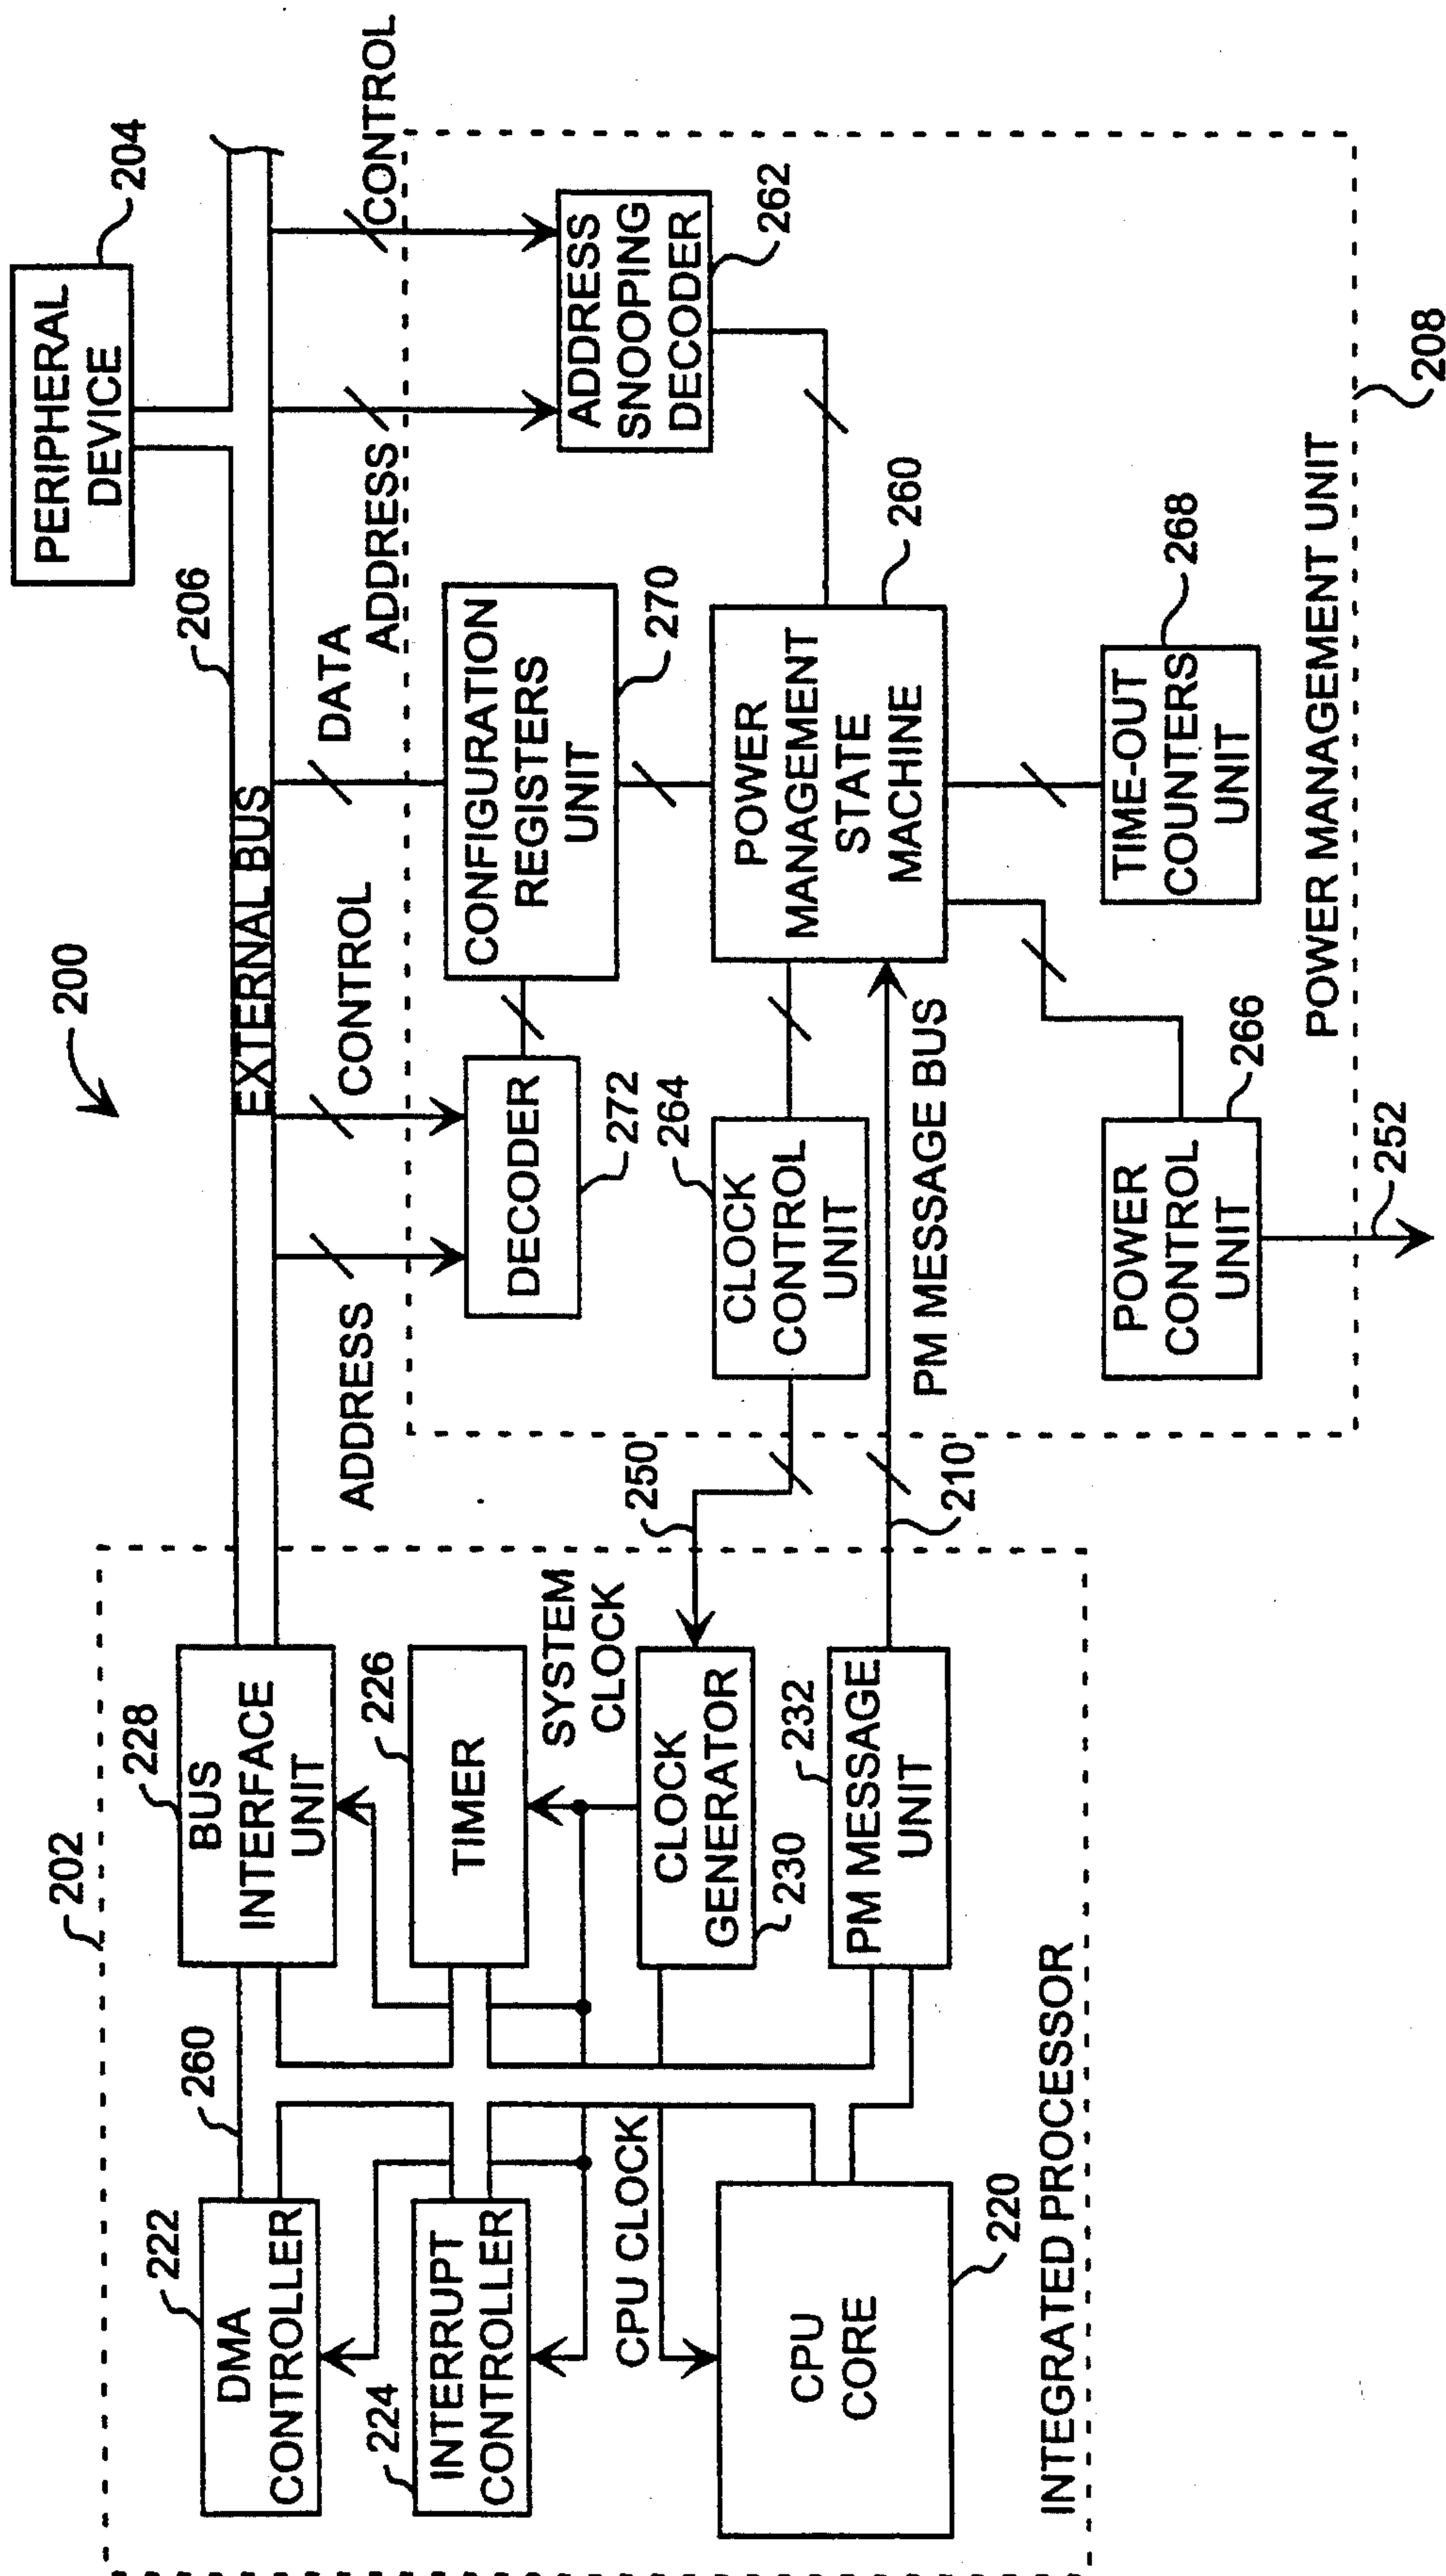 200
202
DMA
CONTROLLER
222
260
BUS
INTERFACE
UNIT
228
EXTERNAL BUS
206
PERIPHERAL
DEVICE
204
INTERRUPT
CONTROLLER
224
TIMER
226
SYSTEM
CLOCK
CPU CLOCK
CLOCK
GENERATOR
230
250
CPU
CORE
220
PM MESSAGE
UNIT
232
210
INTEGRATED PROCESSOR
ADDRESS
CONTROL
DATA
ADDRESS
CONTROL
DECODER
272
CONFIGURATION
REGISTERS
UNIT
270
ADDRESS
SNOOPING
DECODER
262
CLOCK
CONTROL
UNIT
264
POWER
MANAGEMENT
STATE
MACHINE
260
PM MESSAGE BUS
POWER
CONTROL
UNIT
266
252
TIME-OUT
COUNTERS
UNIT
268
POWER MANAGEMENT UNIT
208